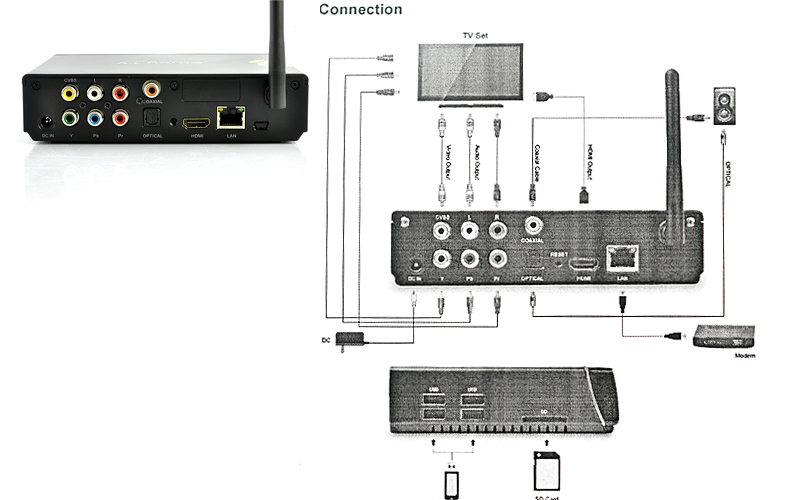 Connection
TV Set
CVBS L R
COAXIAL
DC IN Y Pb Pr OPTICAL HDMI LAN
Video Output
Audio Output
Coaxial Cable
HDMI Output
OPTICAL
CVBS L R
COAXIAL
RESET
DC IN Y Pb Pr OPTICAL HDMI LAN
DC
Modem
USB USB
SD
SD Card